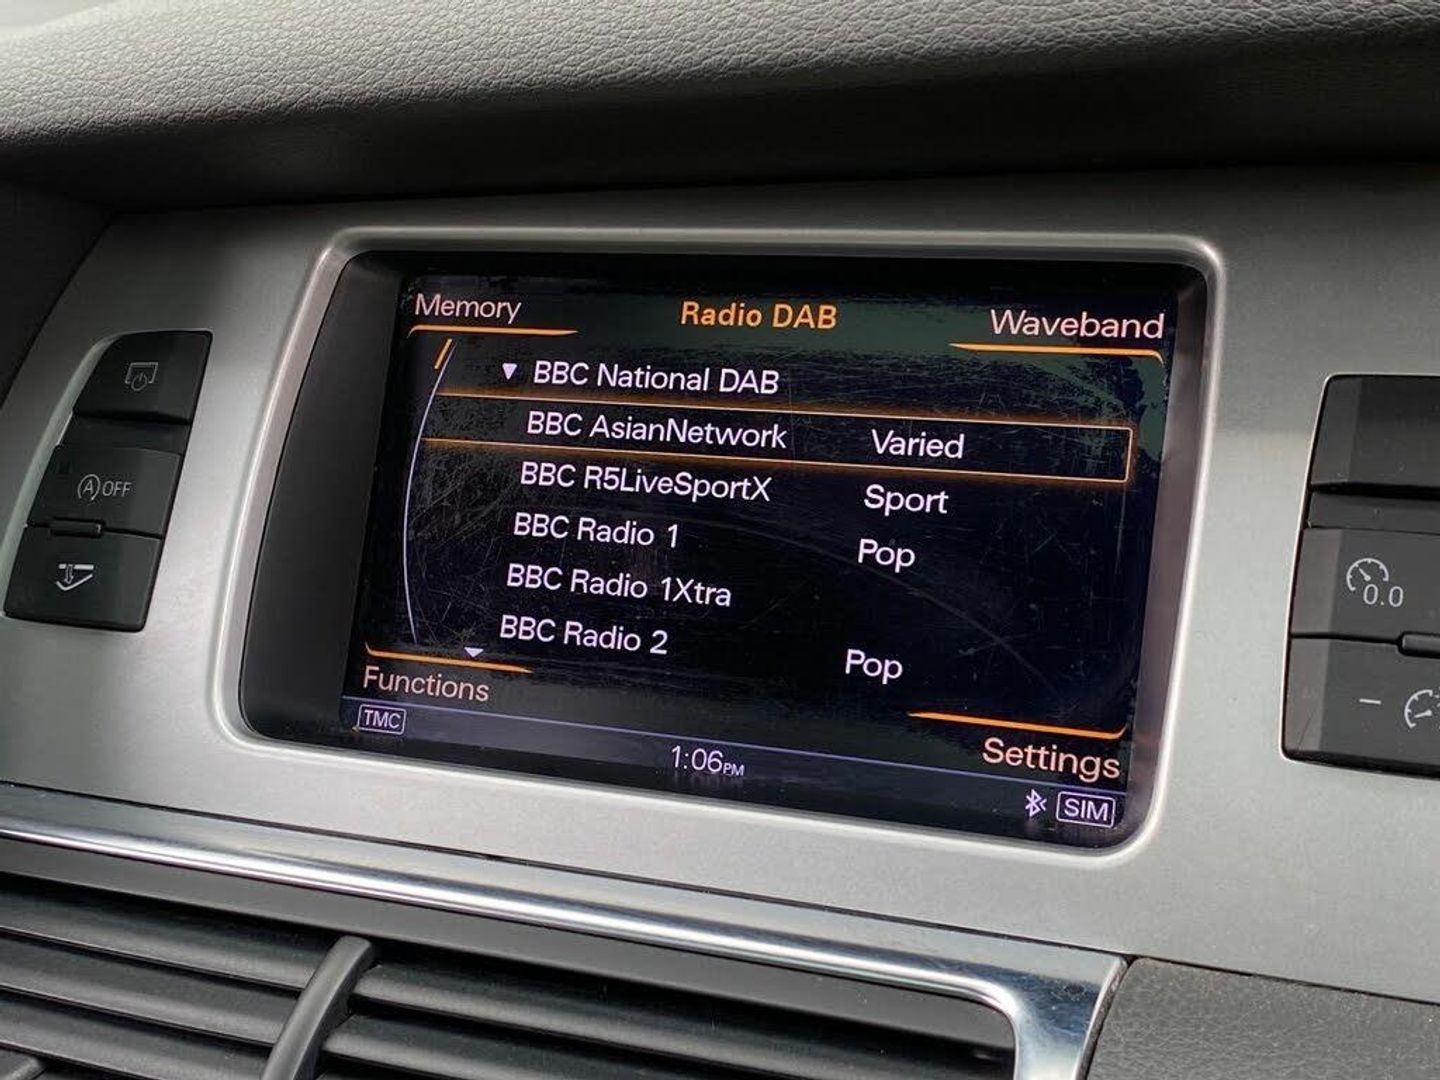 Memory Radio DAB Waveband
BBC National DAB
BBC AsianNetwork Varied
BBC R5LiveSportX Sport
BBC Radio 1 Pop
BBC Radio 1Xtra
BBC Radio 2 Pop
Functions Settings
TMC 1:06PM SIM
A OFF
0.0